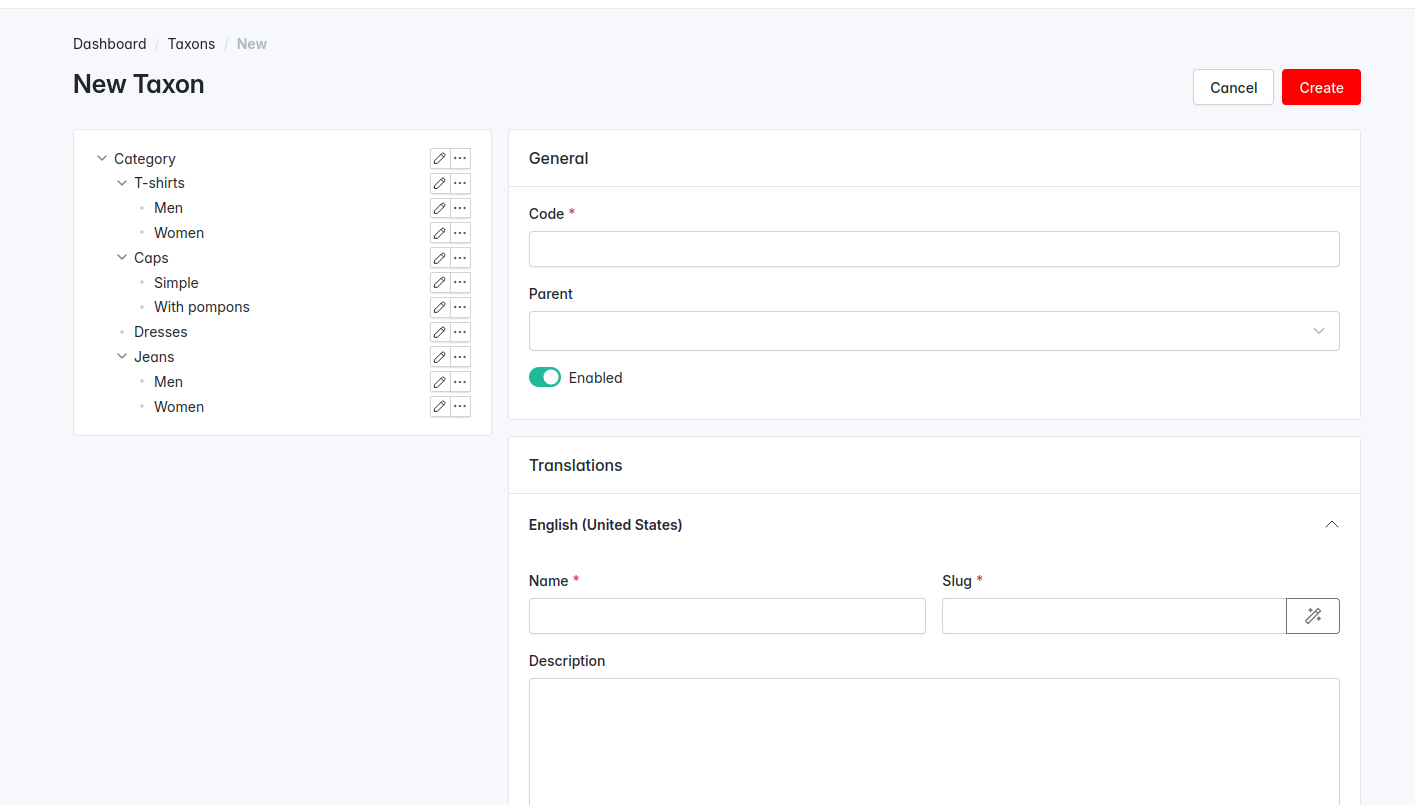 Dashboard / Taxons / New
New Taxon
Cancel
Create
Category
T-shirts
Men
Women
Caps
Simple
With pompons
Dresses
Jeans
Men
Women
General
Code *
Parent
Enabled
Translations
English (United States)
Name *
Slug *
Description